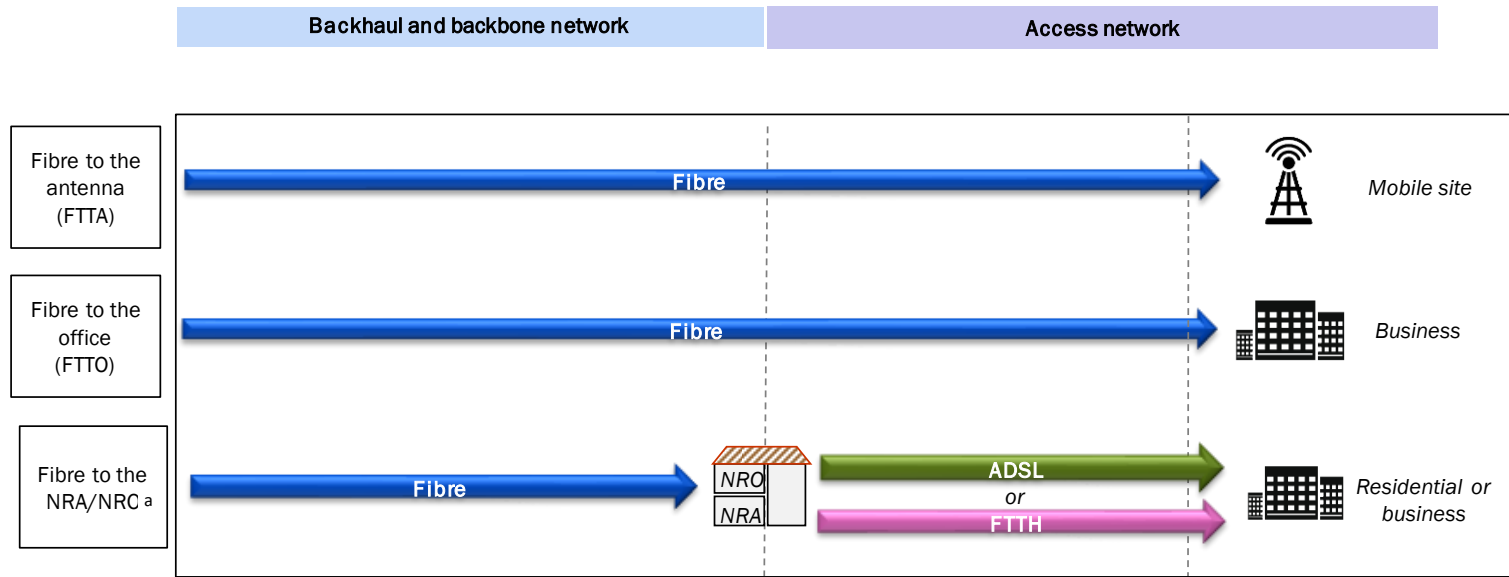 Backhaul and backbone network
Access network
Fibre to the
antenna
(FTTA)
Fibre
Mobile site
Fibre to the
office
(FTTO)
Fibre
Business
Fibre to the
NRA/NRO a
Fibre
NRO
NRA
ADSL
or
FTTH
Residential or
business